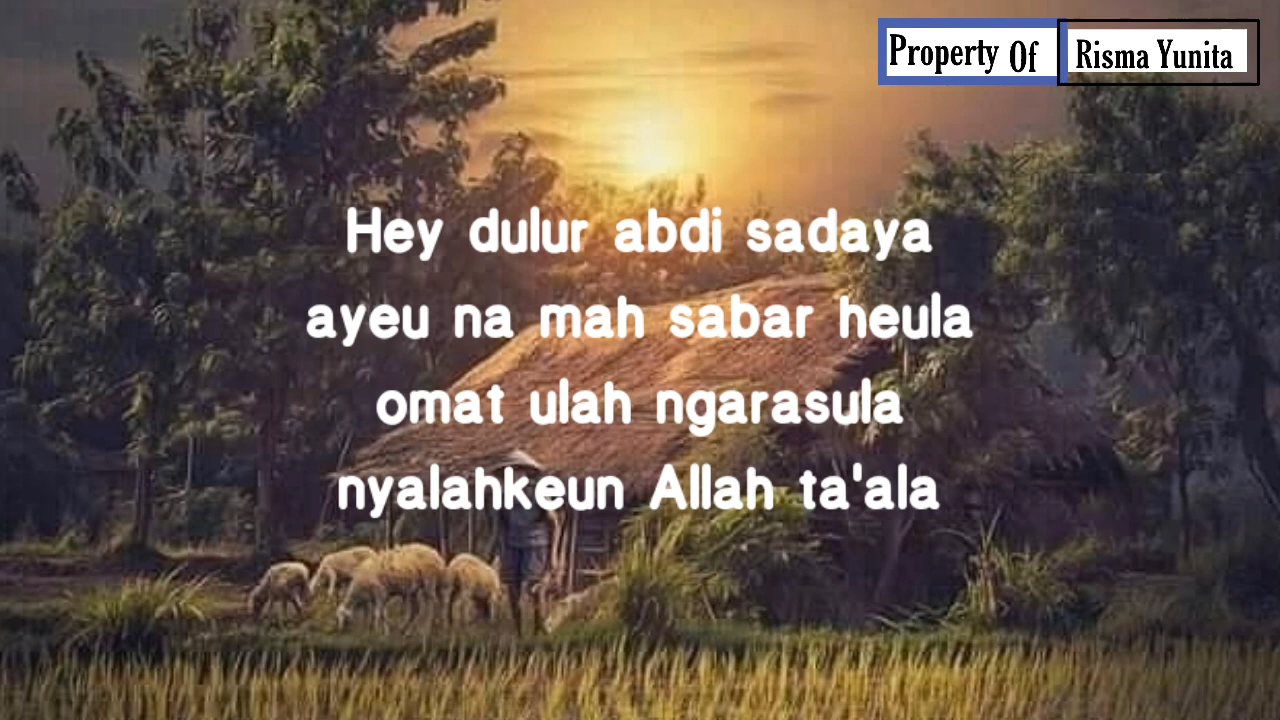 Property Of Risma Yunita
Hey dulur abdi sadaya
ayeu na mah sabar heula
omat ulah ngarasula
nyalahkeun Allah ta'ala